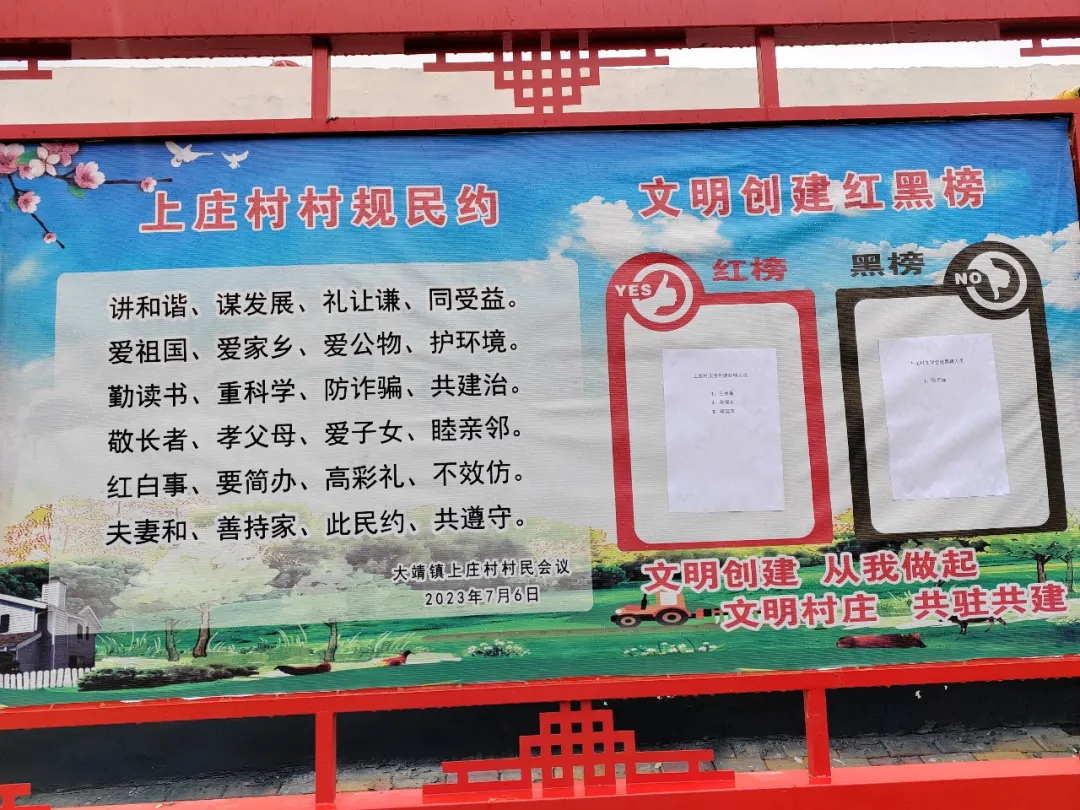 上庄村村规民约
讲和谐、谋发展、礼让谦、同受益。
爱祖国、爱家乡、爱公物、护环境。
勤读书、重科学、防诈骗、共建治。
敬长者、孝父母、爱子女、睦亲邻。
红白事、要简办、高彩礼、不效仿。
夫妻和、善持家、此民约、共遵守。
大靖镇上庄村村民会议
2023年7月6日
文明创建红黑榜
YES
红榜
黑榜
NO
1、
2、
3、
1、
文明创建 从我做起
文明村庄 共驻共建